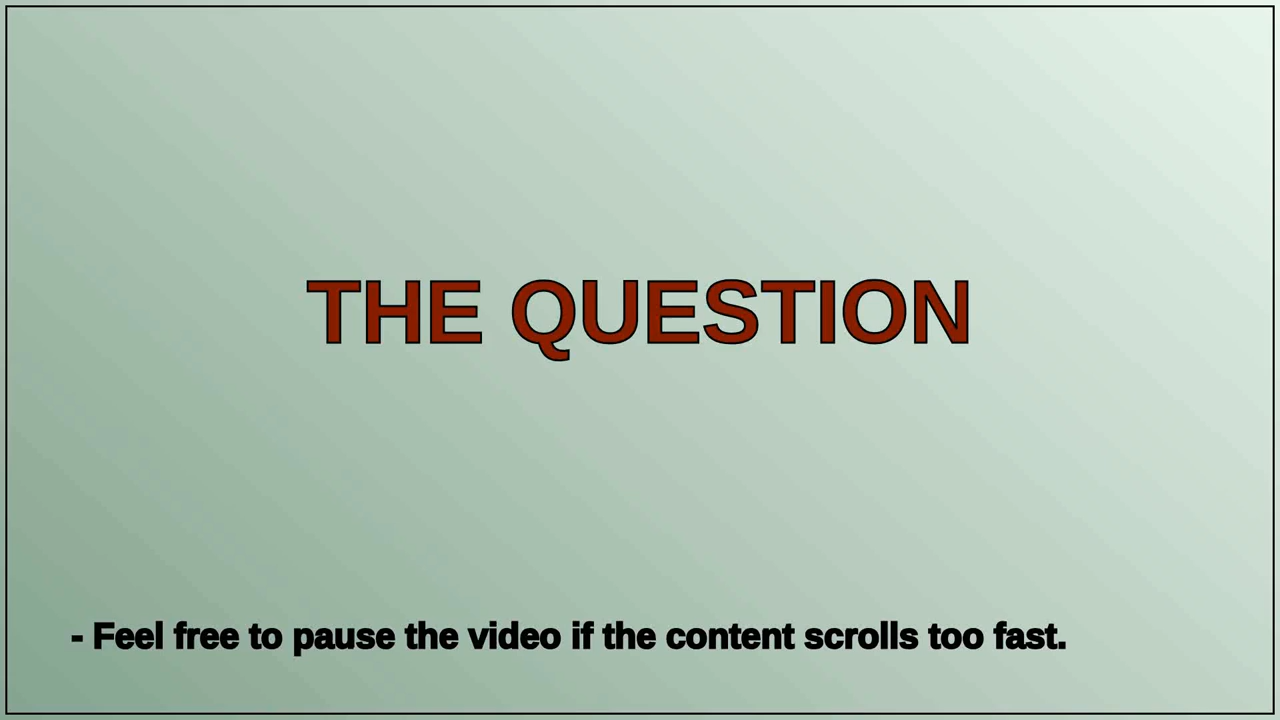 THE QUESTION
- Feel free to pause the video if the content scrolls too fast.